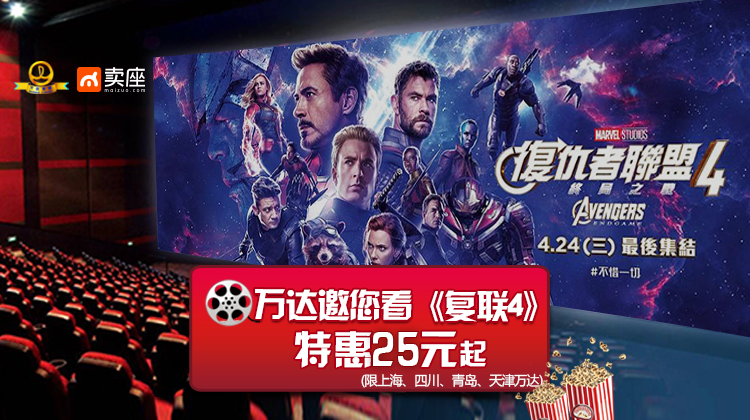 卖座
maizuo.com
MARVEL STUDIOS
復仇者聯盟4
終局之戰
AVENGERS
ENDGAME
4.24(三)最後集結
#不惜一切
万达邀您看《复联4》
特惠25元起
(限上海、四川、青岛、天津万达)